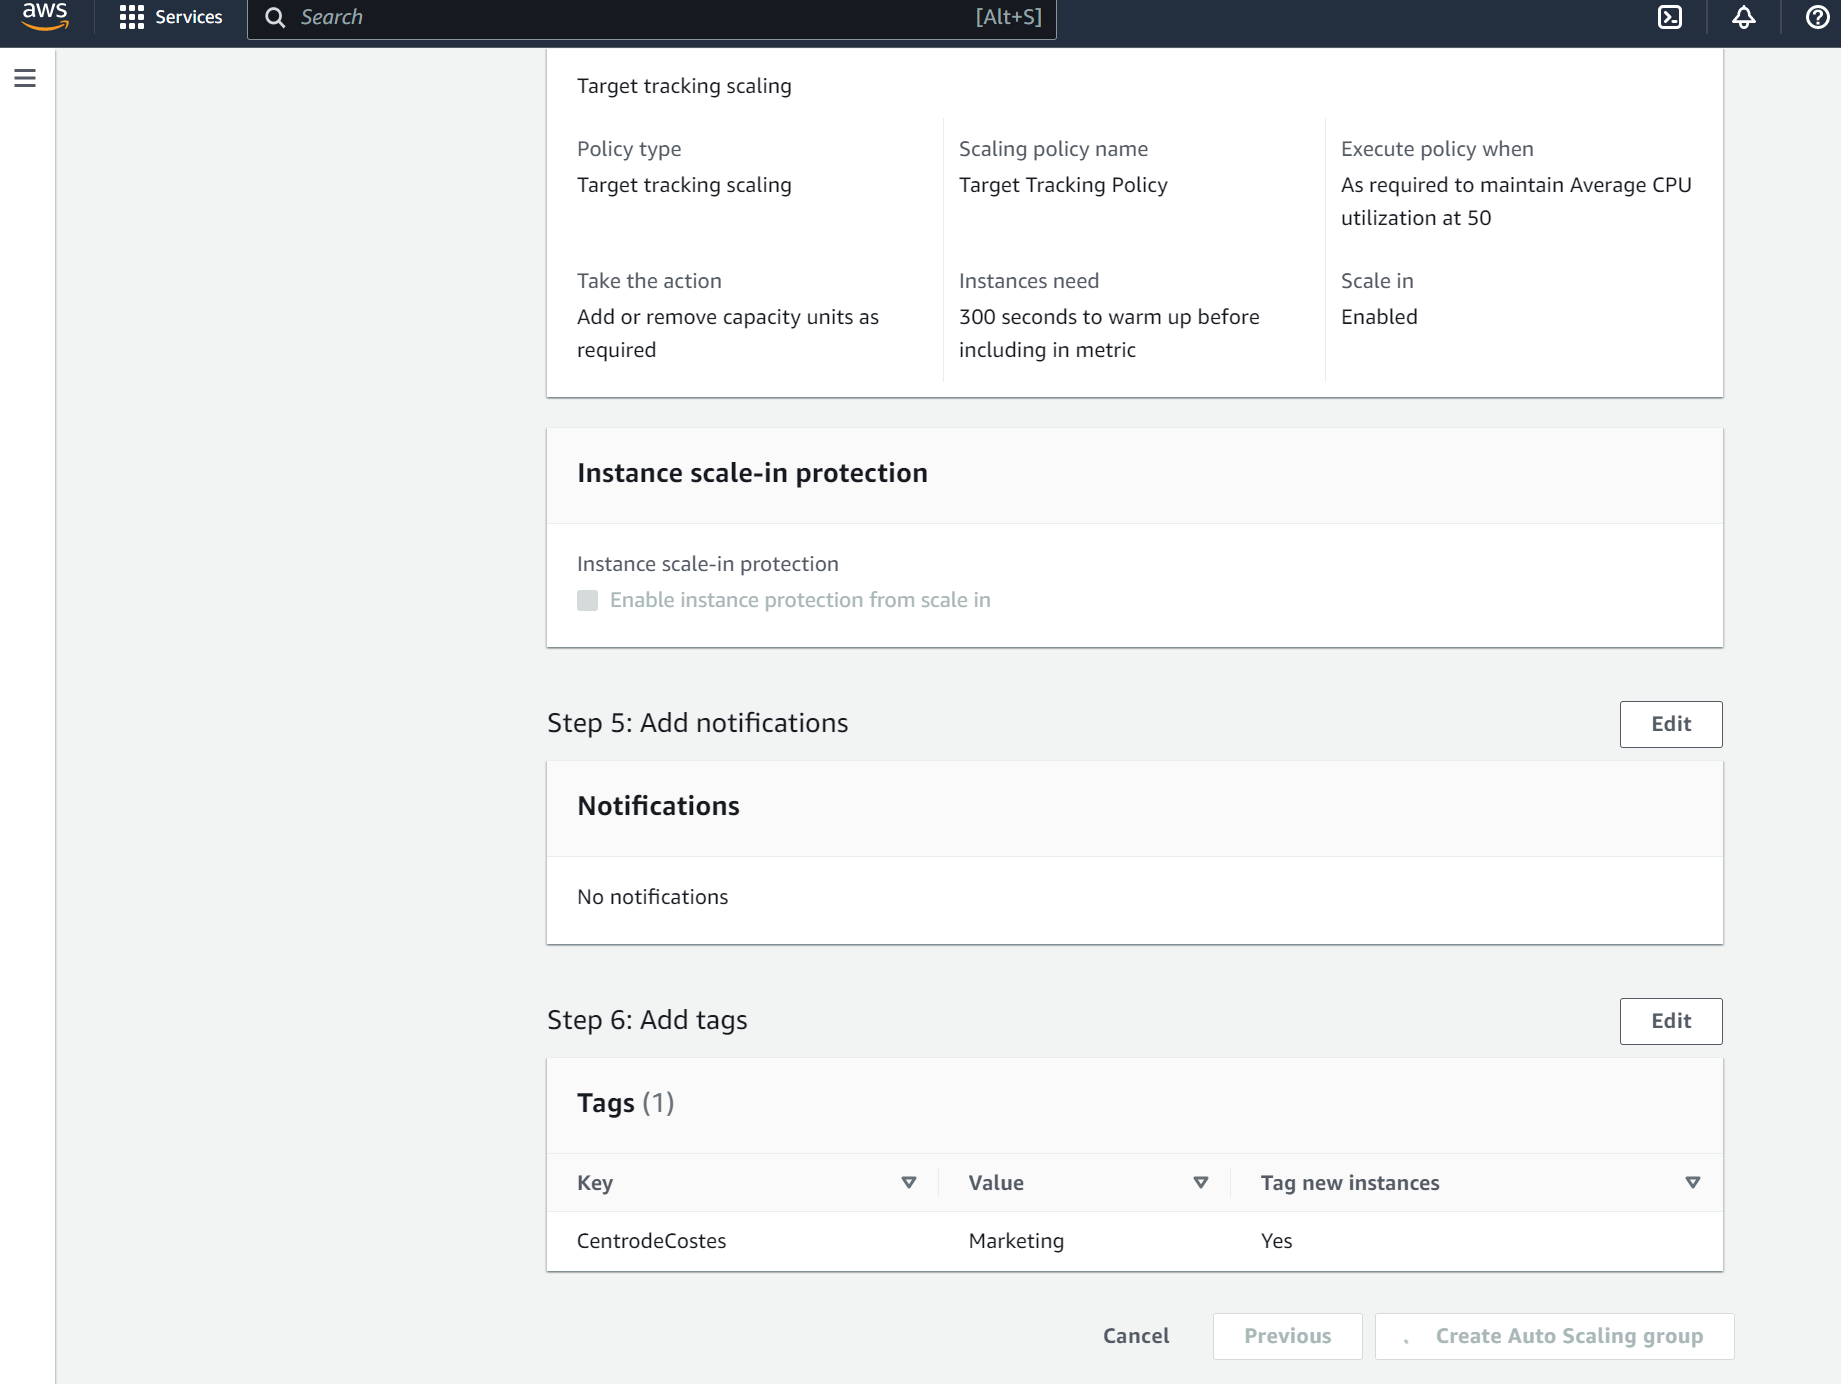 aws
Services
Search
[Alt+S]
Target tracking scaling
Policy type
Target tracking scaling
Scaling policy name
Target Tracking Policy
Execute policy when
As required to maintain Average CPU
utilization at 50
Take the action
Add or remove capacity units as
required
Instances need
300 seconds to warm up before
including in metric
Scale in
Enabled
Instance scale-in protection
Instance scale-in protection
Enable instance protection from scale in
Step 5: Add notifications
Edit
Notifications
No notifications
Step 6: Add tags
Edit
Tags (1)
Key
Value
Tag new instances
CentrodeCostes
Marketing
Yes
Cancel
Previous
Create Auto Scaling group